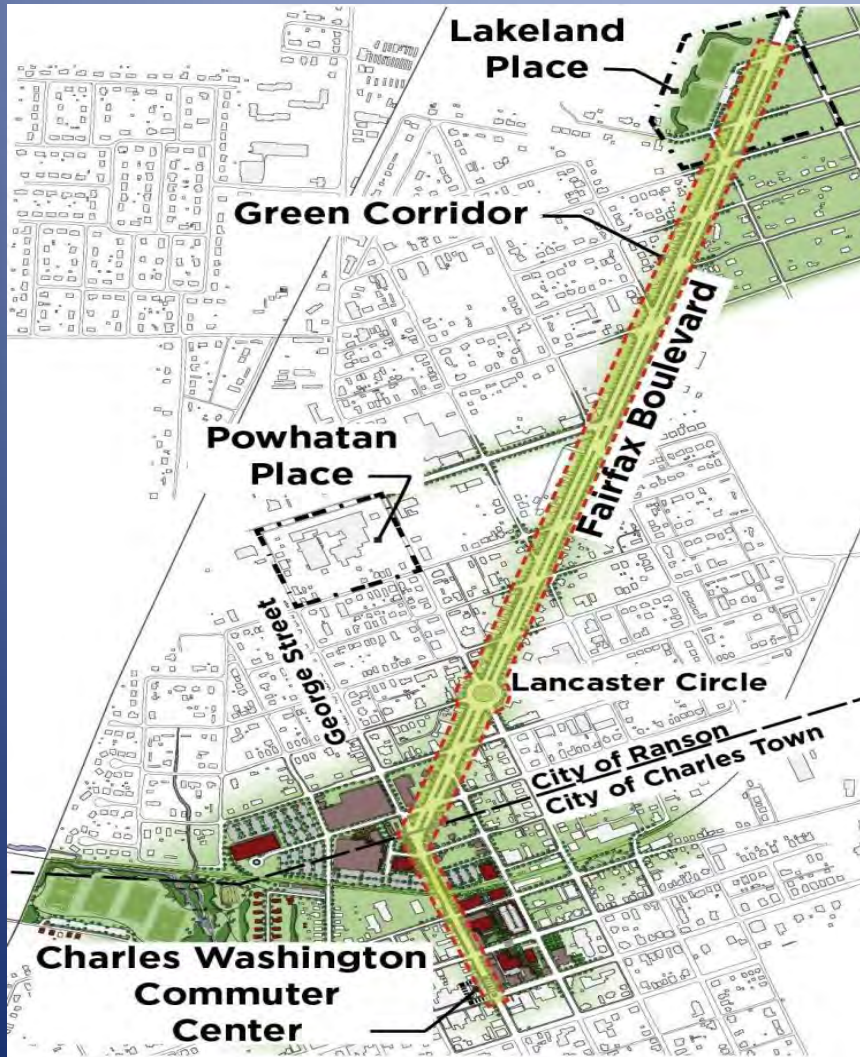 Lakeland
Place
Green Corridor
Fairfax Boulevard
Powhatan
Place
George Street
Lancaster Circle
City of Ranson
City of Charles Town
Charles Washington
Commuter
Center